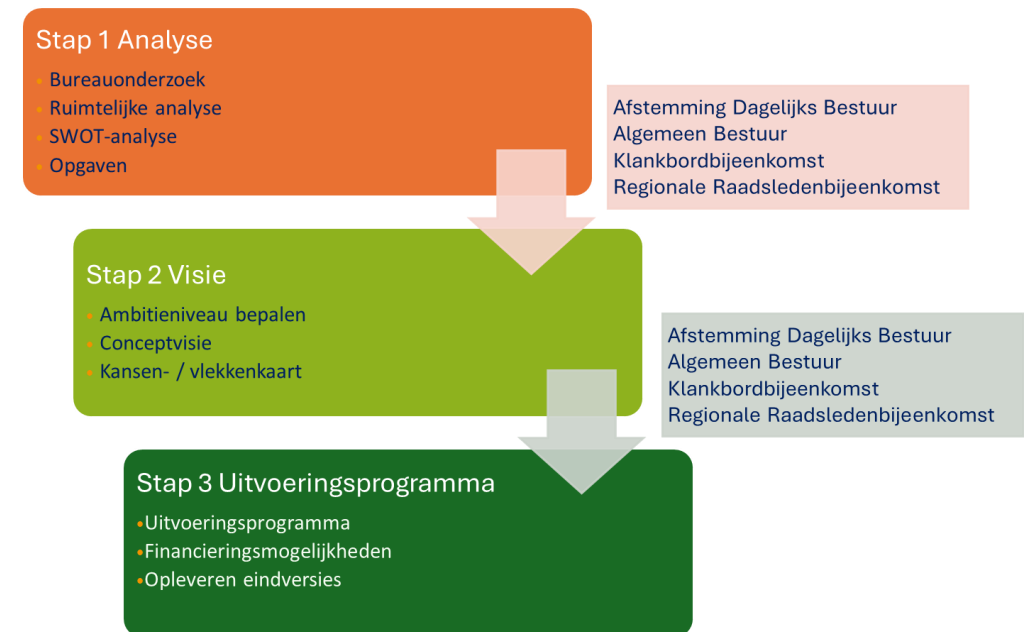 Stap 1 Analyse
• Bureauonderzoek
• Ruimtelijke analyse
• SWOT-analyse
• Opgaven
Afstemming Dagelijks Bestuur
Algemeen Bestuur
Klankbordbijeenkomst
Regionale Raadsledenbijeenkomst
Stap 2 Visie
• Ambitieniveau bepalen
• Conceptvisie
• Kansen- / vlekkenkaart
Afstemming Dagelijks Bestuur
Algemeen Bestuur
Klankbordbijeenkomst
Regionale Raadsledenbijeenkomst
Stap 3 Uitvoeringsprogramma
•Uitvoeringsprogramma
•Financieringsmogelijkheden
•Opleveren eindversies